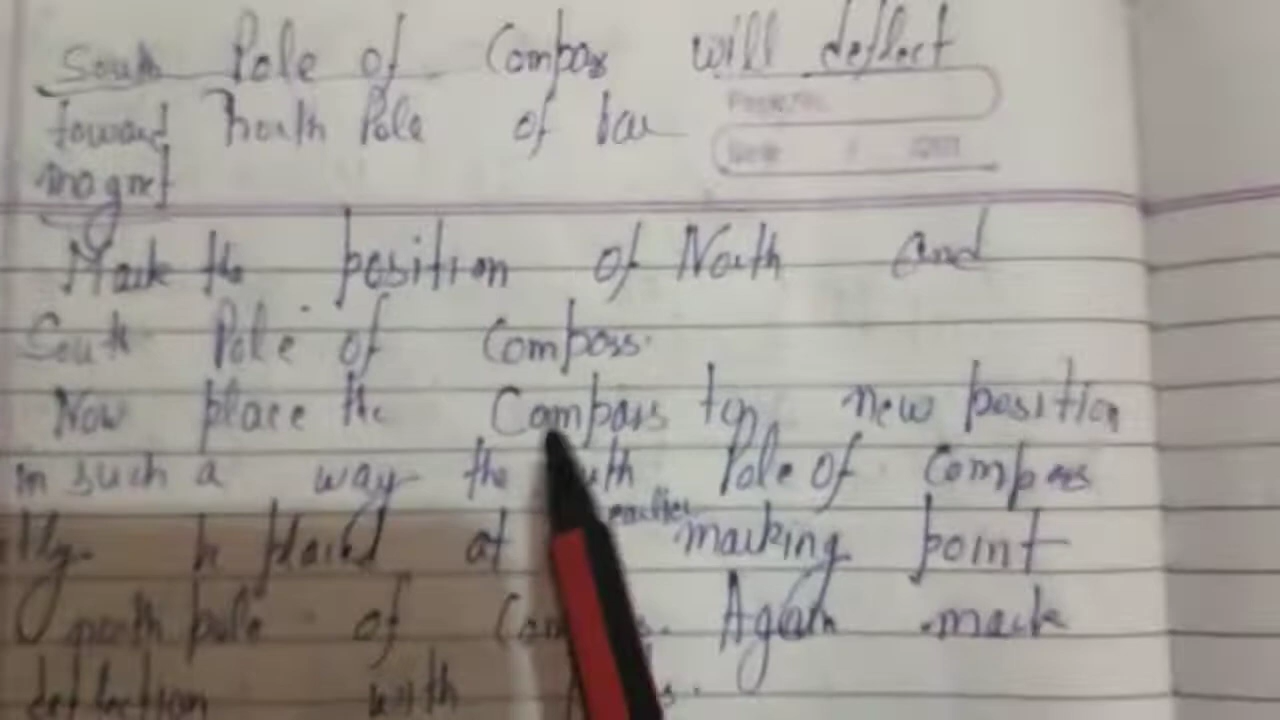 South Pole of Compass will deflect
toward North Pole of bar
magnet
Mark the position of North and
South Pole of Compass.
Now place the Compass to new position
in such a way the Pole of Compass
placed at earlier marking point
north pole of Again mark
deflection with